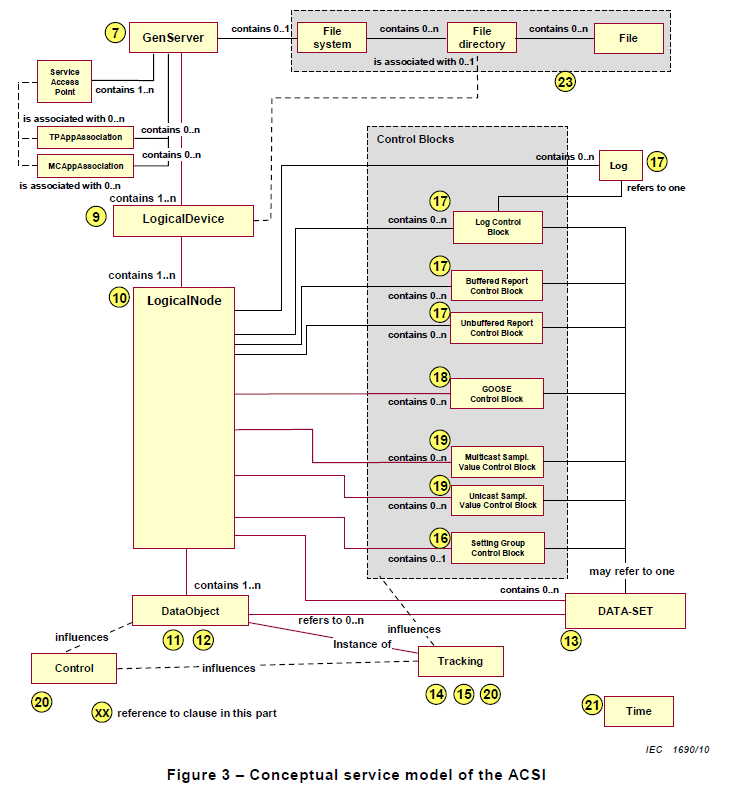 7
GenServer
contains 0..1
File
system
contains 0..n
File
directory
contains 0..n
File
is associated with 0..1
23
Service
Access
Point
contains 1..n
is associated with 0..n
TPAppAssociation
contains 0..n
MCAppAssociation
contains 0..n
is associated with 0..n
Control Blocks
contains 0..n
Log
17
refers to one
contains 1..n
9
LogicalDevice
17
contains 0..n
Log Control
Block
contains 1..n
10
LogicalNode
17
contains 0..n
Buffered Report
Control Block
17
contains 0..n
Unbuffered Report
Control Block
18
contains 0..n
GOOSE
Control Block
19
contains 0..n
Multicast Sampl.
Value Control Block
19
contains 0..n
Unicast Sampl.
Value Control Block
16
contains 0..1
Setting Group
Control Block
may refer to one
contains 1..n
contains 0..n
DataObject
11
12
refers to 0..n
DATA-SET
13
influences
influences
Instance of
Control
20
influences
Tracking
14
15
20
xx
reference to clause in this part
21
Time
IEC 1690/10
Figure 3 – Conceptual service model of the ACSI